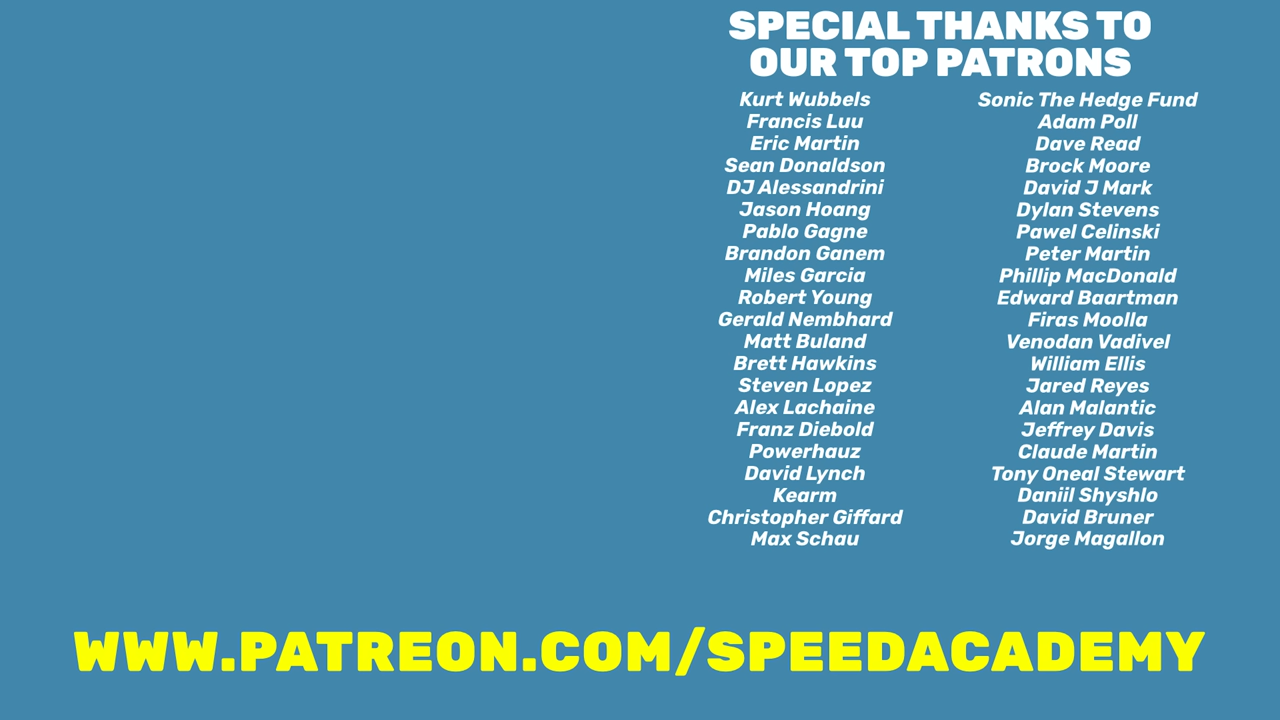 SPECIAL THANKS TO
OUR TOP PATRONS
Kurt Wubbels
Francis Luu
Eric Martin
Sean Donaldson
DJ Alessandrini
Jason Hoang
Pablo Gagne
Brandon Ganem
Miles Garcia
Robert Young
Gerald Nembhard
Matt Buland
Brett Hawkins
Steven Lopez
Alex Lachaine
Franz Diebold
Powerhauz
David Lynch
Kearm
Christopher Giffard
Max Schau
Sonic The Hedge Fund
Adam Poll
Dave Read
Brock Moore
David J Mark
Dylan Stevens
Pawel Celinski
Peter Martin
Phillip MacDonald
Edward Baartman
Firas Moolla
Venodan Vadivel
William Ellis
Jared Reyes
Alan Malantic
Jeffrey Davis
Claude Martin
Tony Oneal Stewart
Daniil Shyshlo
David Bruner
Jorge Magallon
WWW.PATREON.COM/SPEEDACADEMY